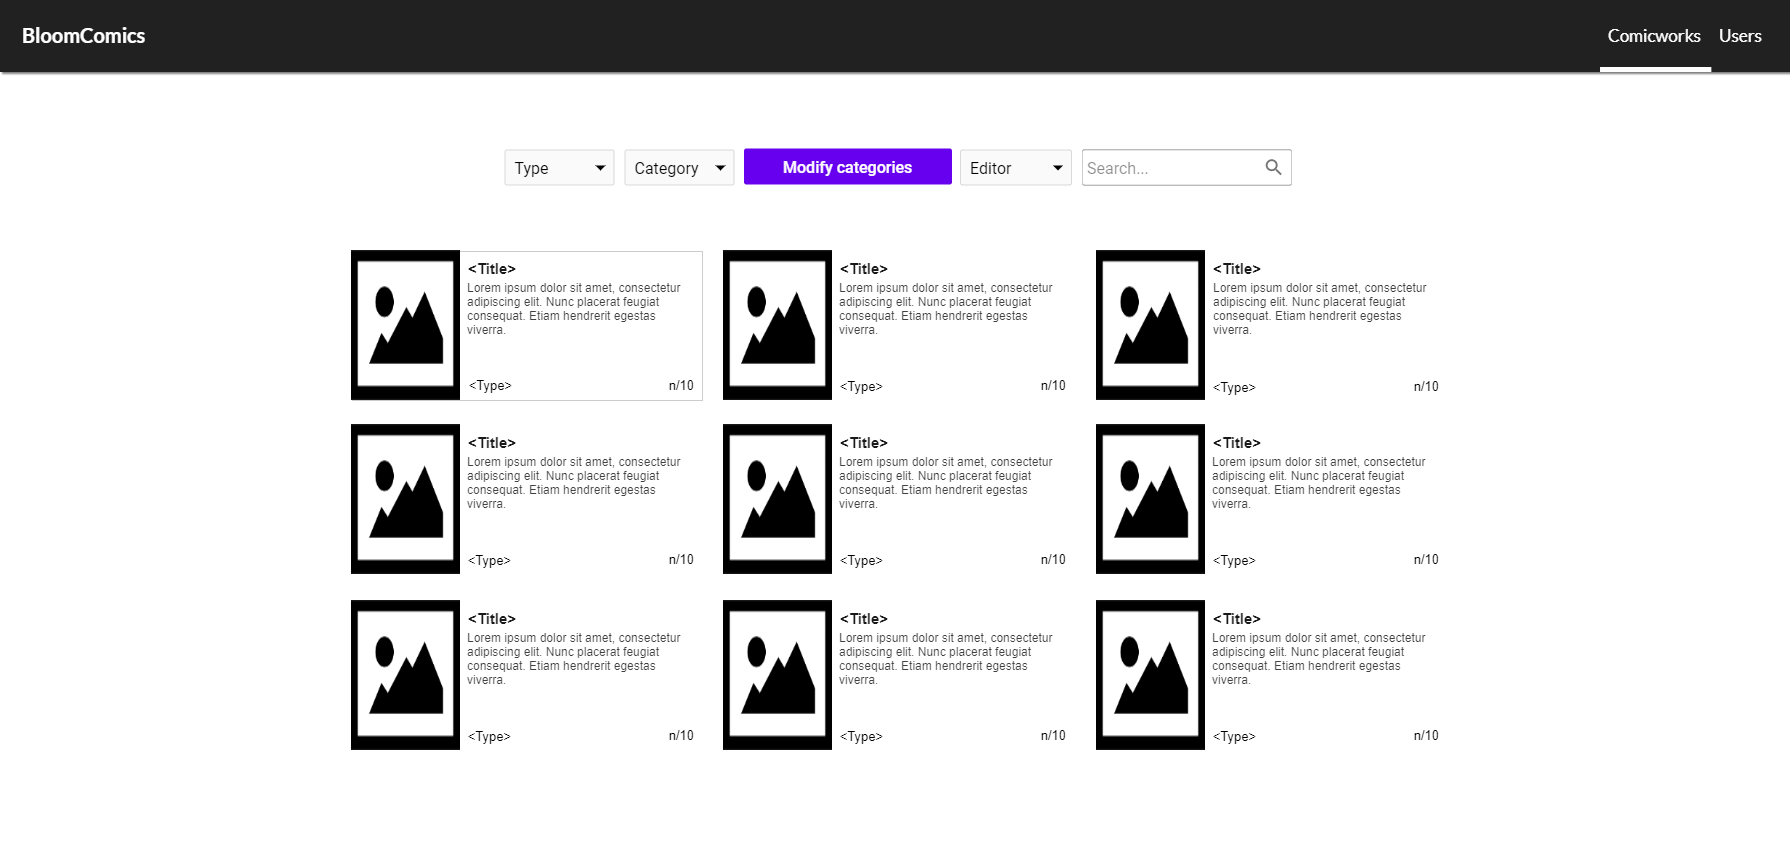 BloomComics
Comicworks Users
Type Category Modify categories Editor Search...
<Title>
Lorem ipsum dolor sit amet, consectetur
adipiscing elit. Nunc placerat feugiat
consequat. Etiam hendrerit egestas
viverra.
<Type> n/10
<Title>
Lorem ipsum dolor sit amet, consectetur
adipiscing elit. Nunc placerat feugiat
consequat. Etiam hendrerit egestas
viverra.
<Type> n/10
<Title>
Lorem ipsum dolor sit amet, consectetur
adipiscing elit. Nunc placerat feugiat
consequat. Etiam hendrerit egestas
viverra.
<Type> n/10
<Title>
Lorem ipsum dolor sit amet, consectetur
adipiscing elit. Nunc placerat feugiat
consequat. Etiam hendrerit egestas
viverra.
<Type> n/10
<Title>
Lorem ipsum dolor sit amet, consectetur
adipiscing elit. Nunc placerat feugiat
consequat. Etiam hendrerit egestas
viverra.
<Type> n/10
<Title>
Lorem ipsum dolor sit amet, consectetur
adipiscing elit. Nunc placerat feugiat
consequat. Etiam hendrerit egestas
viverra.
<Type> n/10
<Title>
Lorem ipsum dolor sit amet, consectetur
adipiscing elit. Nunc placerat feugiat
consequat. Etiam hendrerit egestas
viverra.
<Type> n/10
<Title>
Lorem ipsum dolor sit amet, consectetur
adipiscing elit. Nunc placerat feugiat
consequat. Etiam hendrerit egestas
viverra.
<Type> n/10
<Title>
Lorem ipsum dolor sit amet, consectetur
adipiscing elit. Nunc placerat feugiat
consequat. Etiam hendrerit egestas
viverra.
<Type> n/10